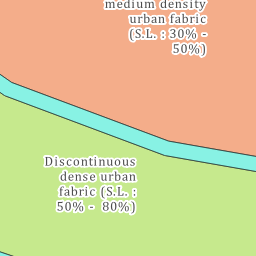 medium density
urban fabric
(S.L. : 30% -
50%)
Discontinuous
dense urban
fabric (S.L. :
50% -  80%)